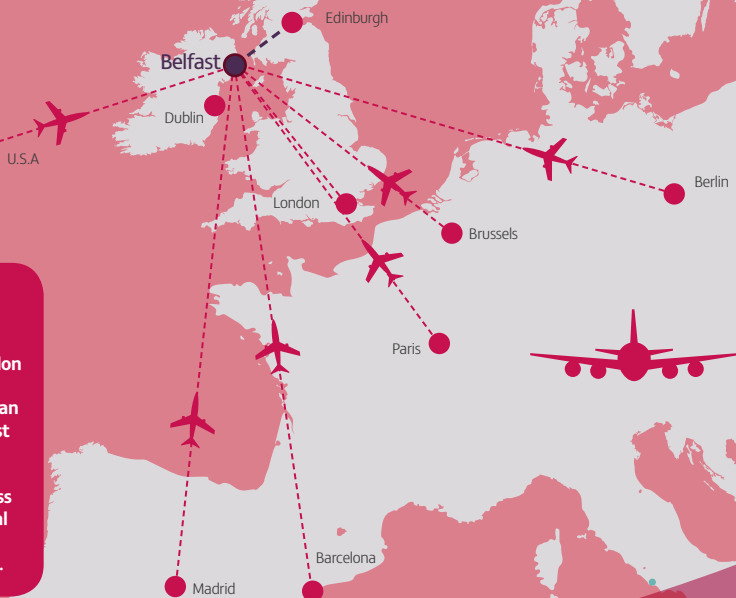 Edinburgh
Belfast
Dublin
U.S.A
Berlin
London
Brussels
Paris
Barcelona
Madrid